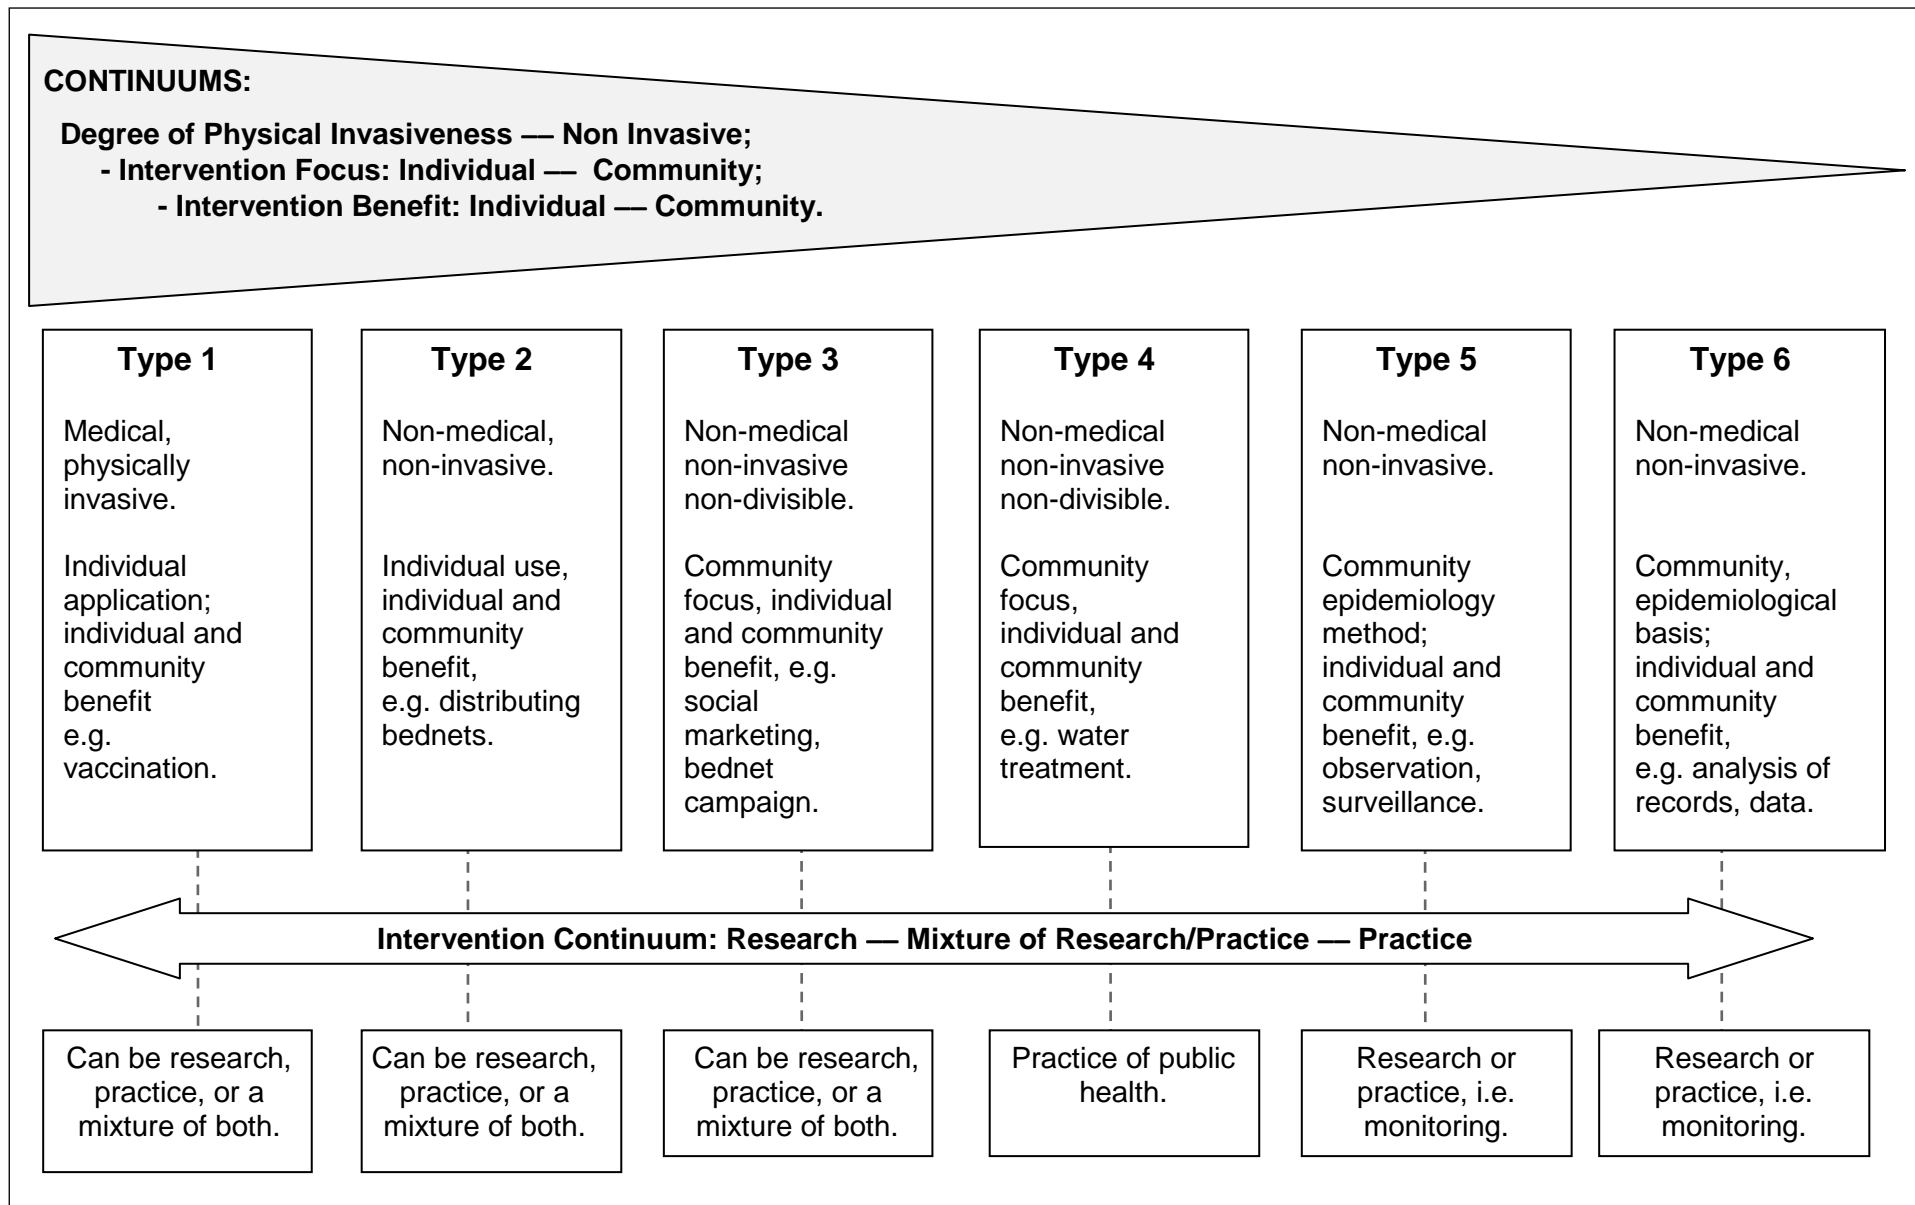 CONTINUUMS:
Degree of Physical Invasiveness –– Non Invasive;
- Intervention Focus: Individual –– Community;
- Intervention Benefit: Individual –– Community.
Type 1
Medical,
physically
invasive.
Individual
application;
individual and
community
benefit
e.g.
vaccination.
Type 2
Non-medical,
non-invasive.
Individual use,
individual and
community
benefit,
e.g. distributing
bednets.
Type 3
Non-medical
non-invasive
non-divisible.
Community
focus, individual
and community
benefit, e.g.
social
marketing,
bednet
campaign.
Type 4
Non-medical
non-invasive
non-divisible.
Community
focus,
individual and
community
benefit,
e.g. water
treatment.
Type 5
Non-medical
non-invasive.
Community
epidemiology
method;
individual and
community
benefit, e.g.
observation,
surveillance.
Type 6
Non-medical
non-invasive.
Community,
epidemiological
basis;
individual and
community
benefit,
e.g. analysis of
records, data.
Intervention Continuum: Research –– Mixture of Research/Practice –– Practice
Can be research,
practice, or a
mixture of both.
Can be research,
practice, or a
mixture of both.
Can be research,
practice, or a
mixture of both.
Practice of public
health.
Research or
practice, i.e.
monitoring.
Research or
practice, i.e.
monitoring.